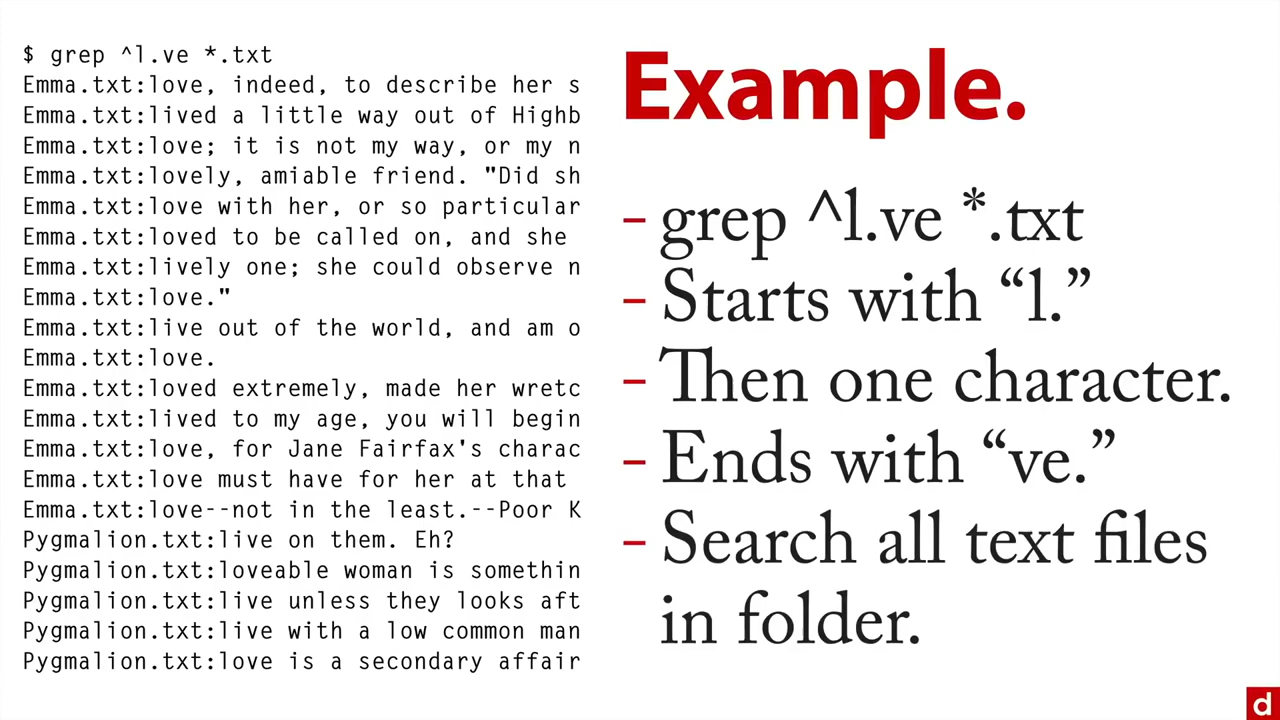 $ grep ^l.ve *.txt
Emma.txt:love, indeed, to describe her s
Emma.txt:lived a little way out of Highb
Emma.txt:love; it is not my way, or my n
Emma.txt:lovely, amiable friend. "Did sh
Emma.txt:love with her, or so particular
Emma.txt:loved to be called on, and she
Emma.txt:lively one; she could observe n
Emma.txt:love."
Emma.txt:live out of the world, and am o
Emma.txt:love.
Emma.txt:loved extremely, made her wretc
Emma.txt:lived to my age, you will begin
Emma.txt:love, for Jane Fairfax's charac
Emma.txt:love must have for her at that
Emma.txt:love--not in the least.--Poor K
Pygmalion.txt:live on them. Eh?
Pygmalion.txt:loveable woman is somethin
Pygmalion.txt:live unless they looks aft
Pygmalion.txt:live with a low common man
Pygmalion.txt:love is a secondary affair
Example.
– grep ^l.ve *.txt
– Starts with “l.”
– Then one character.
– Ends with “ve.”
– Search all text files
in folder.
d